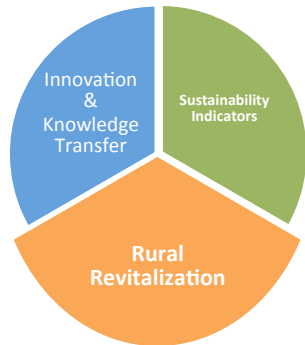 Innovation
&
Knowledge
Transfer
Sustainability
Indicators
Rural
Revitalization